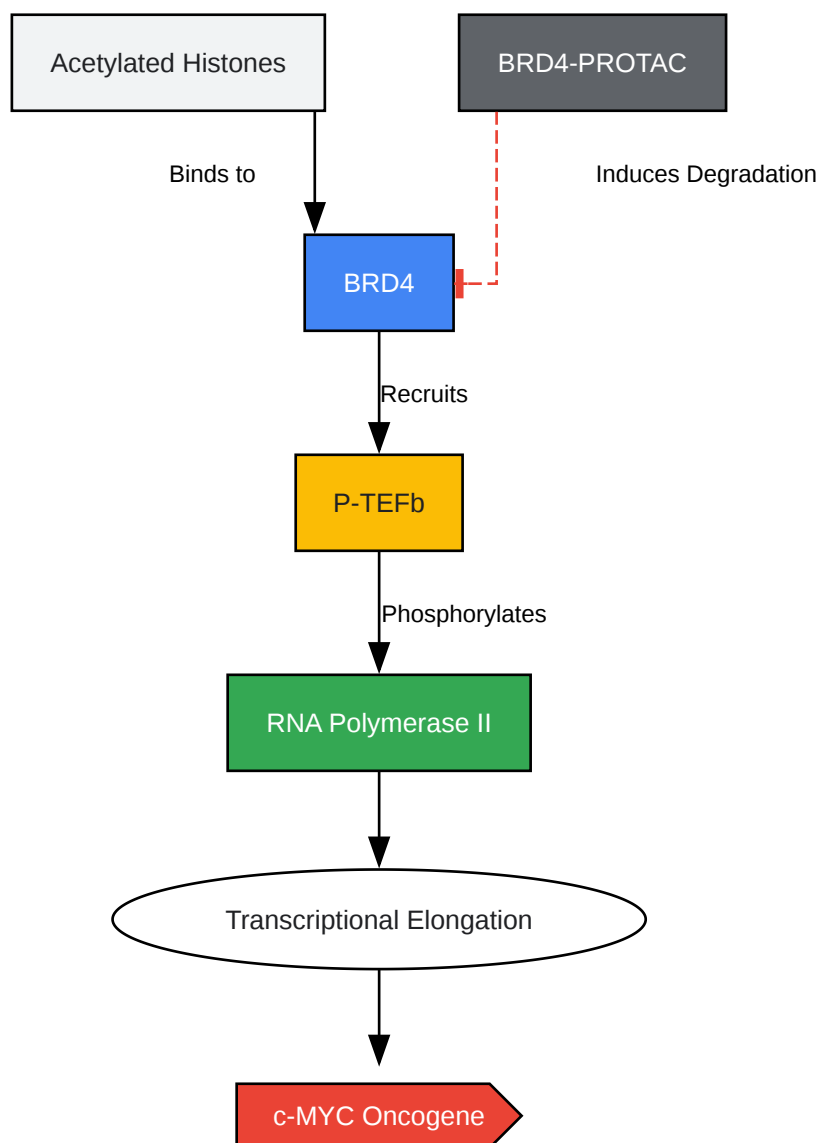 Acetylated Histones
BRD4-PROTAC
Binds to
Induces Degradation
BRD4
Recruits
P-TEFb
Phosphorylates
RNA Polymerase II
Transcriptional Elongation
c-MYC Oncogene